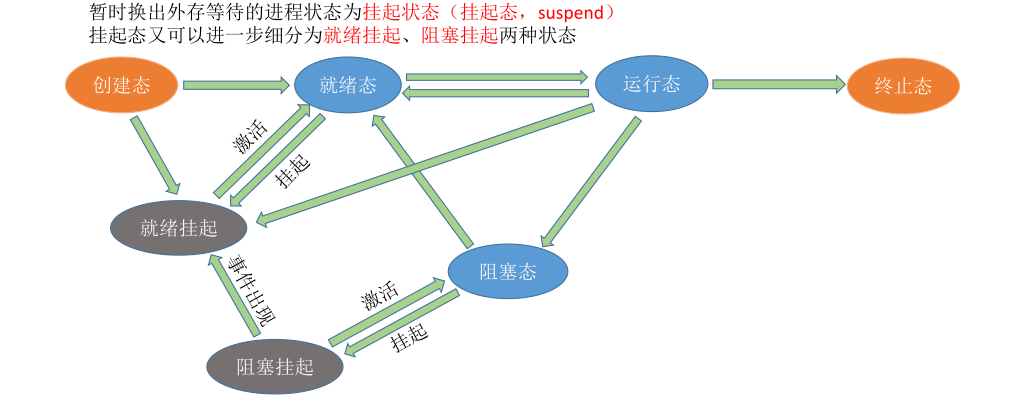 暂时换出外存等待的进程状态为挂起状态（挂起态，suspend）
挂起态又可以进一步细分为就绪挂起、阻塞挂起两种状态
创建态
就绪态
运行态
终止态
激活
挂起
就绪挂起
事件出现
阻塞态
激活
挂起
阻塞挂起